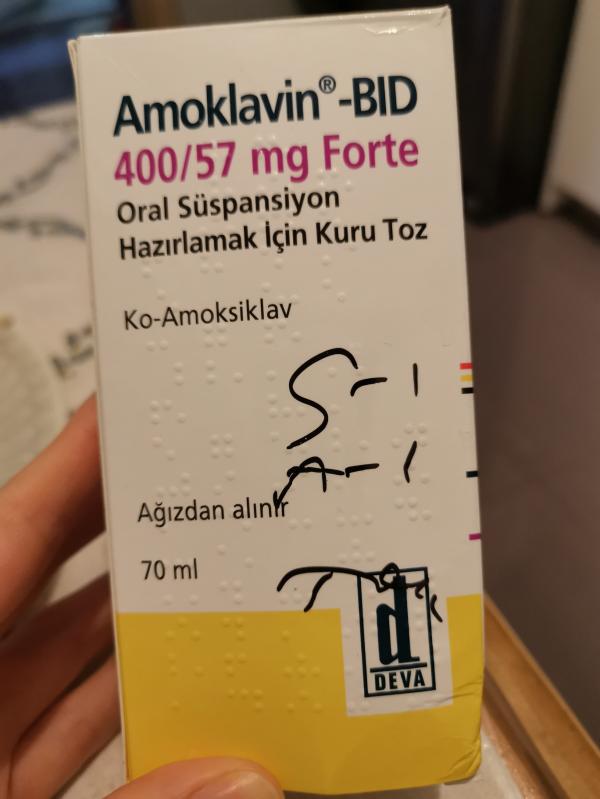 Amoklavin®-BID
400/57 mg Forte
Oral Süspansiyon
Hazırlamak İçin Kuru Toz
Ko-Amoksiklav
S-1
A-1
Ağızdan alınır
70 ml
d
DEVA